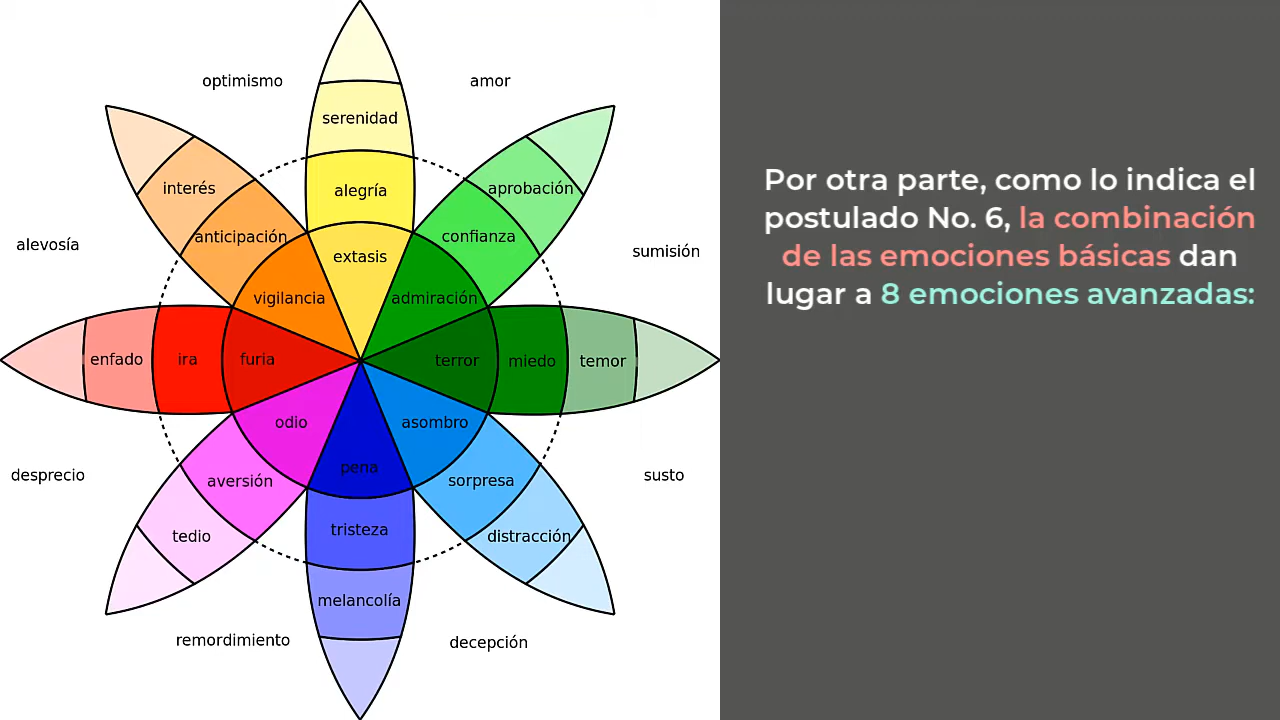 optimismo
amor
serenidad
interés
alegría
aprobación
anticipación
confianza
alevosía
extasis
sumisión
vigilancia
admiración
enfado
ira
furia
terror
miedo
temor
odio
asombro
desprecio
aversión
pena
sorpresa
susto
tedio
tristeza
distracción
melancolía
remordimiento
decepción
Por otra parte, como lo indica el
postulado No. 6, la combinación
de las emociones básicas dan
lugar a 8 emociones avanzadas: